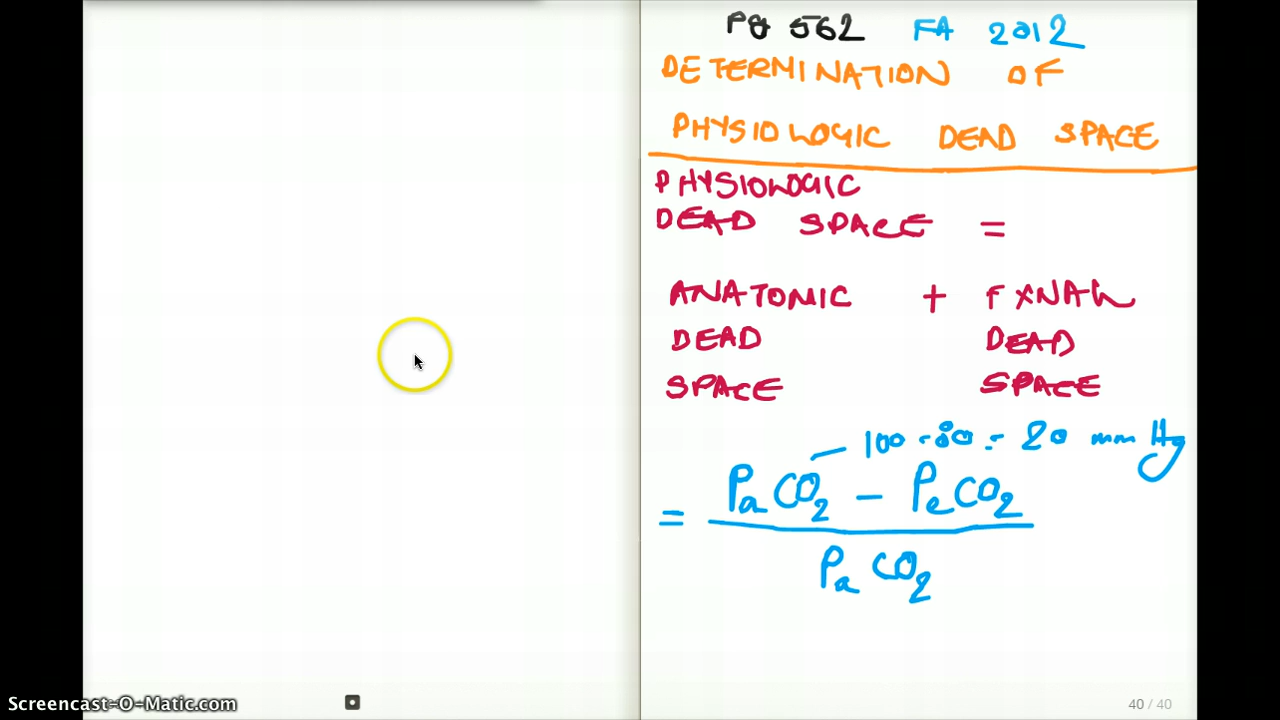 PG 562 FA 2012
DETERMINATION OF
PHYSIOLOGIC DEAD SPACE
PHYSIOLOGIC
DEAD SPACE =
ANATOMIC + FXNAL
DEAD DEAD
SPACE SPACE
100 - 80 = 20 mm Hg
= PaCO2 - PeCO2
PaCO2
Screencast-O-Matic.com
40 / 40